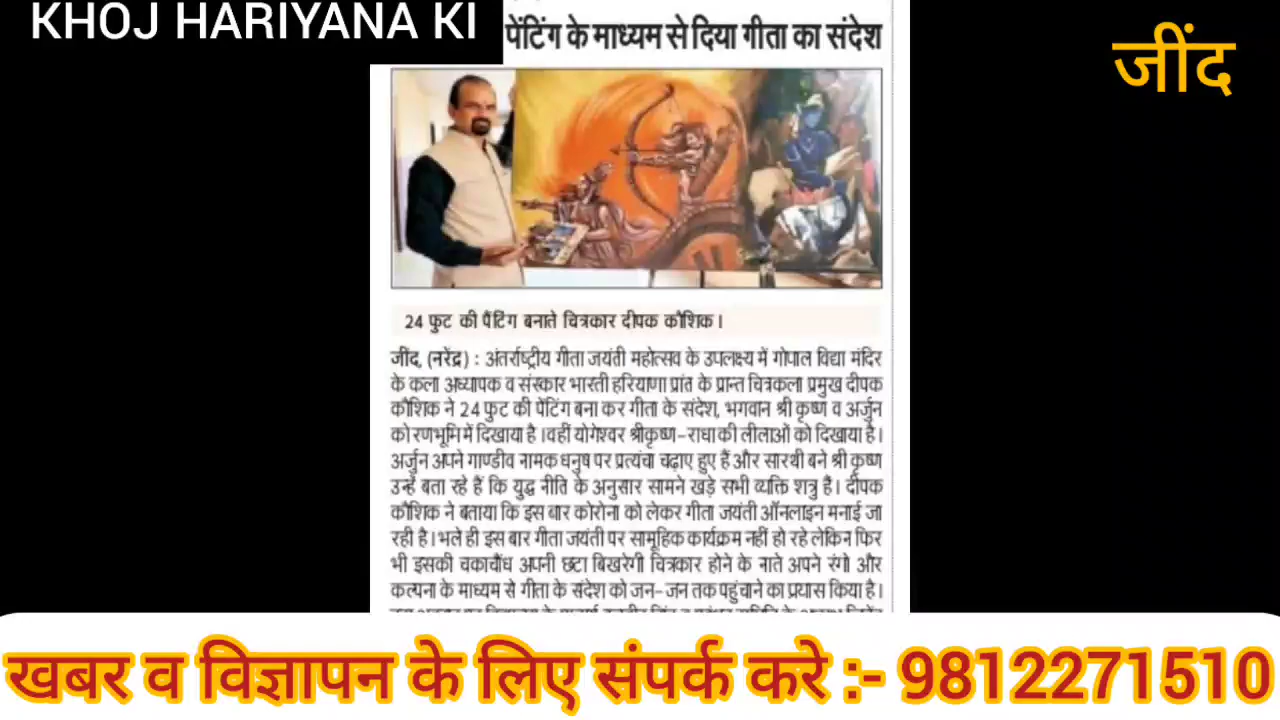 KHOJ HARIYANA KI
पेंटिंग के माध्यम से दिया गीता का संदेश
जींद
24 फुट की पैंटिंग बनाते चित्रकार दीपक कौशिक।
जींद, (नरेंद्र) : अंतर्राष्ट्रीय गीता जयंती महोत्सव के उपलक्ष्य में गोपाल विद्या मंदिर
के कला अध्यापक व संस्कार भारती हरियाणा प्रांत के प्रान्त चित्रकला प्रमुख दीपक
कौशिक ने 24 फुट की पेंटिंग बना कर गीता के संदेश, भगवान श्री कृष्ण व अर्जुन
को रणभूमि में दिखाया है। वहीं योगेश्वर श्रीकृष्ण-राधा की लीलाओं को दिखाया है।
अर्जुन अपने गाण्डीव नामक धनुष पर प्रत्यंचा चढ़ाए हुए हैं और सारथी बने श्री कृष्ण
उन्हें बता रहे हैं कि युद्ध नीति के अनुसार सामने खड़े सभी व्यक्ति शत्रु हैं। दीपक
कौशिक ने बताया कि इस बार कोरोना को लेकर गीता जयंती ऑनलाइन मनाई जा
रही है। भले ही इस बार गीता जयंती पर सामूहिक कार्यक्रम नहीं हो रहे लेकिन फिर
भी इसकी चकाचौंध अपनी छटा बिखरेगी चित्रकार होने के नाते अपने रंगो और
कल्पना के माध्यम से गीता के संदेश को जन-जन तक पहुंचाने का प्रयास किया है।
खबर व विज्ञापन के लिए संपर्क करे :- 9812271510